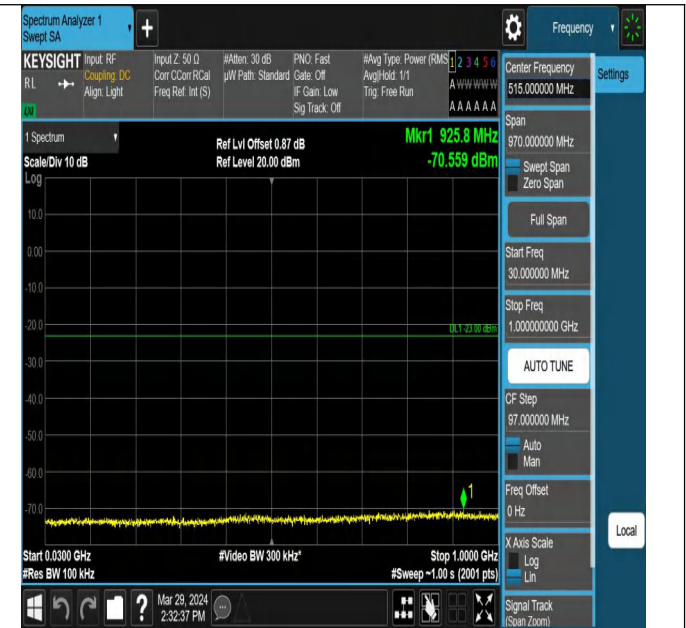 Spectrum Analyzer 1
Swept SA
+
Frequency
KEYSIGHT Input: RF Input Z: 50 Ω #Atten: 30 dB PNO: Fast #Avg Type: Power (RMS 1 2 3 4 5 6
RL Coupling: DC Corr CCorr RCal µW Path: Standard Gate: Off Avg|Hold: 1/1 A W W W W W
Align: Light Freq Ref: Int (S) IF Gain: Low Trig: Free Run
Sig Track: Off A A A A A A
1 Spectrum
Scale/Div 10 dB
Ref Lvl Offset 0.87 dB
Ref Level 20.00 dBm
Mkr1 925.8 MHz
-70.559 dBm
Log
10.0
0.00
-10.0
-20.0
DL1 -23.00 dBm
-30.0
-40.0
-50.0
-60.0
1
-70.0
Start 0.0300 GHz #Video BW 300 kHz* Stop 1.0000 GHz
#Res BW 100 kHz #Sweep ~1.00 s (2001 pts)
?
Mar 29, 2024
2:32:37 PM
Center Frequency
515.000000 MHz
Settings
Span
970.000000 MHz
Swept Span
Zero Span
Full Span
Start Freq
30.000000 MHz
Stop Freq
1.000000000 GHz
AUTO TUNE
CF Step
97.000000 MHz
Auto
Man
Freq Offset
0 Hz
Local
X Axis Scale
Log
Lin
Signal Track
(Span Zoom)